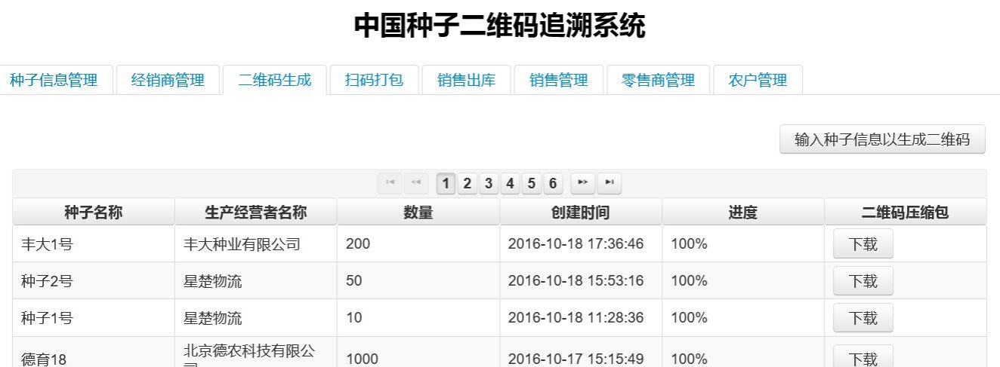 中国种子二维码追溯系统
种子信息管理 经销商管理 二维码生成 扫码打包 销售出库 销售管理 零售商管理 农户管理
输入种子信息以生成二维码
1 2 3 4 5 6
种子名称 生产经营者名称 数量 创建时间 进度 二维码压缩包
丰大1号 丰大种业有限公司 200 2016-10-18 17:36:46 100% 下载
种子2号 星楚物流 50 2016-10-18 15:53:16 100% 下载
种子1号 星楚物流 10 2016-10-18 11:28:36 100% 下载
德育18 北京德农科技有限公 1000 2016-10-17 15:15:49 100% 下载